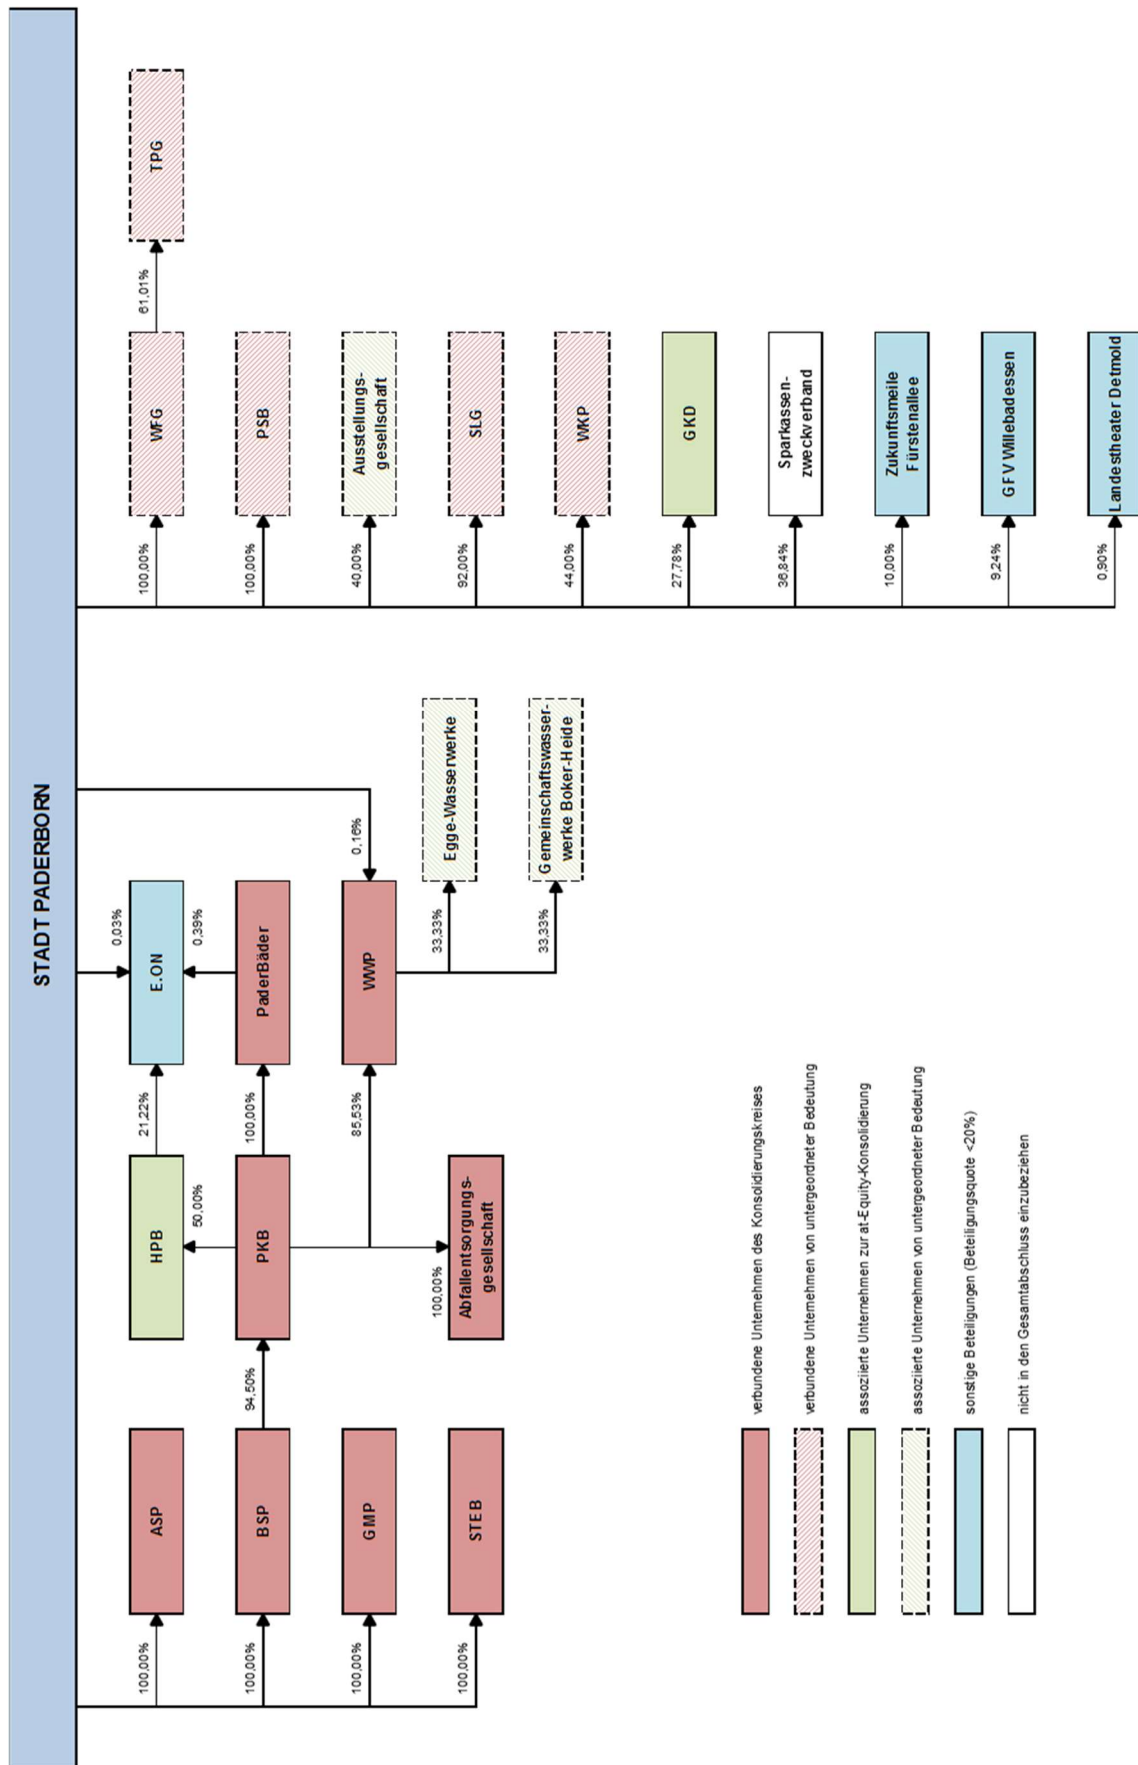 STADT PADERBORN
100,00%
ASP
100,00%
BSP
94,50%
100,00%
GMP
100,00%
STEB
HPB
50,00%
21,22%
PKB
100,00%
85,53%
100,00%
Abfallentsorgungs-
gesellschaft
0,03%
E.ON
0,39%
PaderBäder
0,16%
WWP
33,33%
Egge-Wasserwerke
33,33%
Gemeinschaftswasser-
werke Boker-Heide
100,00%
WFG
61,01%
TPG
100,00%
PSB
40,00%
Ausstellungs-
gesellschaft
92,00%
SLG
44,00%
WKP
27,78%
GKD
36,84%
Sparkassen-
zweckverband
10,00%
Zukunftsmeile
Fürstenallee
9,24%
GFV Willebadessen
0,90%
Landestheater Detmold
verbundene Unternehmen des Konsolidierungskreises
verbundene Unternehmen von untergeordneter Bedeutung
assoziierte Unternehmen zur at-Equity-Konsolidierung
assoziierte Unternehmen von untergeordneter Bedeutung
sonstige Beteiligungen (Beteiligungsquote <20%)
nicht in den Gesamtabschluss einzubeziehen